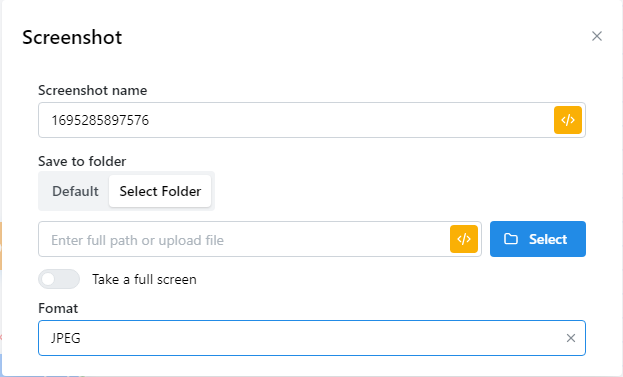 Screenshot
Screenshot name
1695285897576
</>
Save to folder
Default Select Folder
Enter full path or upload file </> Select
Take a full screen
Fomat
JPEG